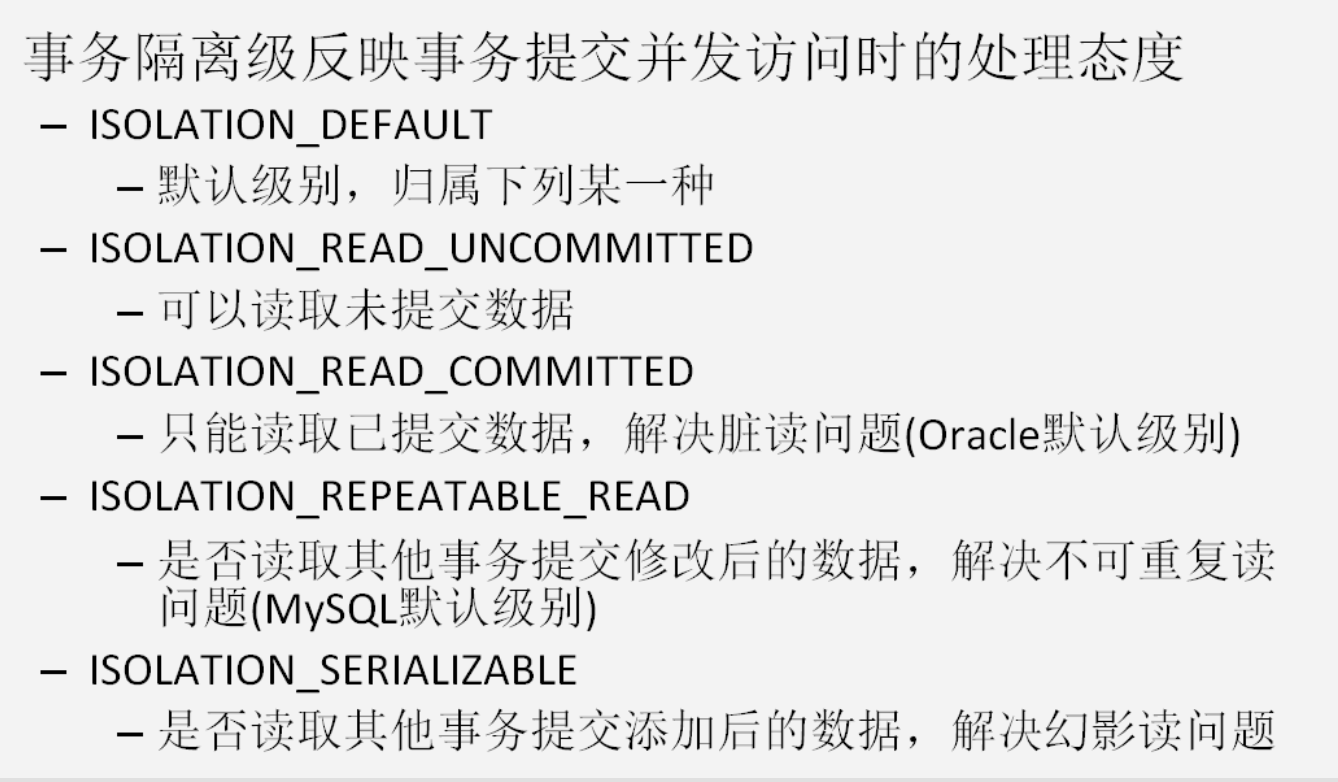 事务隔离级反映事务提交并发访问时的处理态度
– ISOLATION_DEFAULT
– 默认级别，归属下列某一种
– ISOLATION_READ_UNCOMMITTED
– 可以读取未提交数据
– ISOLATION_READ_COMMITTED
– 只能读取已提交数据，解决脏读问题(Oracle默认级别)
– ISOLATION_REPEATABLE_READ
– 是否读取其他事务提交修改后的数据，解决不可重复读
问题(MySQL默认级别)
– ISOLATION_SERIALIZABLE
– 是否读取其他事务提交添加后的数据，解决幻影读问题